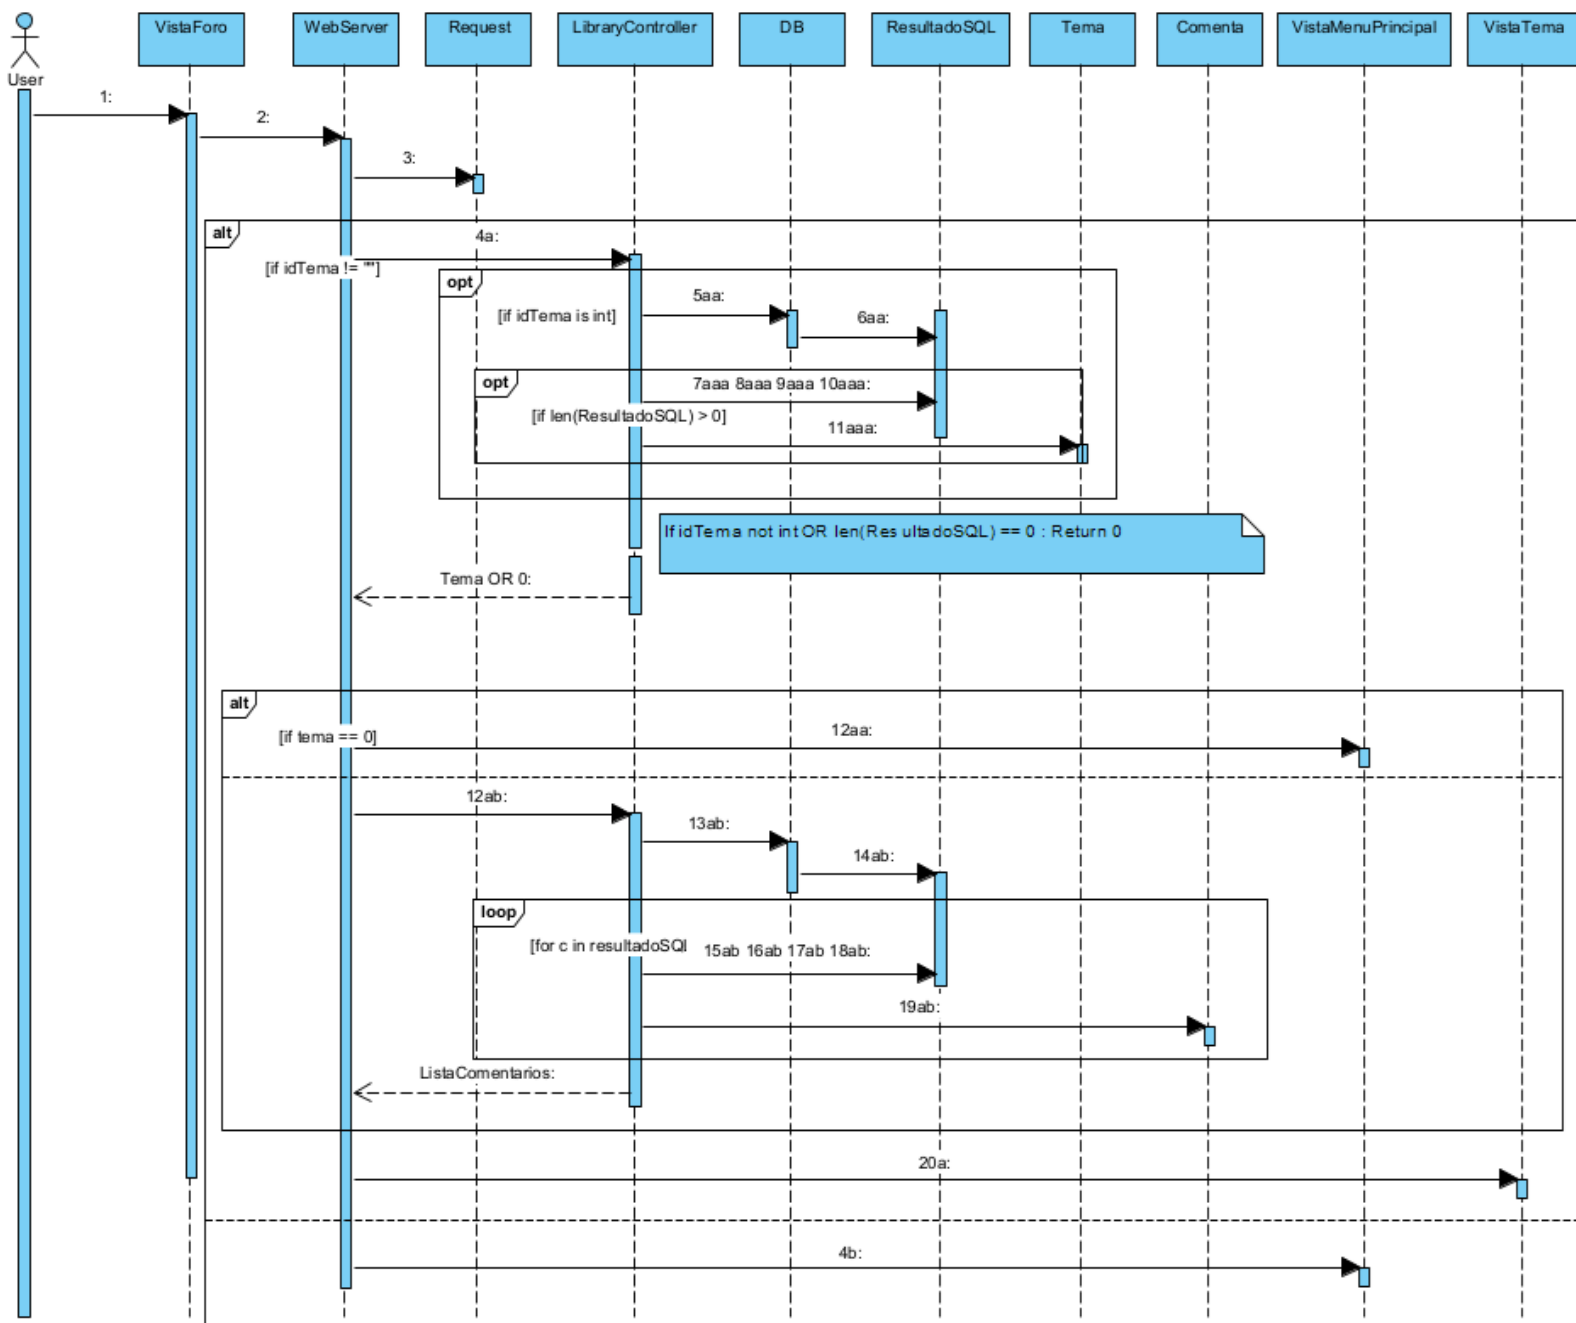 VistaForo
WebServer
Request
LibraryController
DB
ResultadoSQL
Tema
Comenta
VistaMenuPrincipal
VistaTema
User
1:
2:
3:
alt
4a:
[if idTema != ""]
opt
5aa:
[if idTema is int]
6aa:
opt
7aaa 8aaa 9aaa 10aaa:
[if len(ResultadoSQL) > 0]
11aaa:
If idTema not int OR len(ResultadoSQL) == 0 : Return 0
Tema OR 0:
alt
[if tema == 0]
12aa:
12ab:
13ab:
14ab:
loop
[for c in resultadoSQl
15ab 16ab 17ab 18ab:
19ab:
ListaComentarios:
20a:
4b: